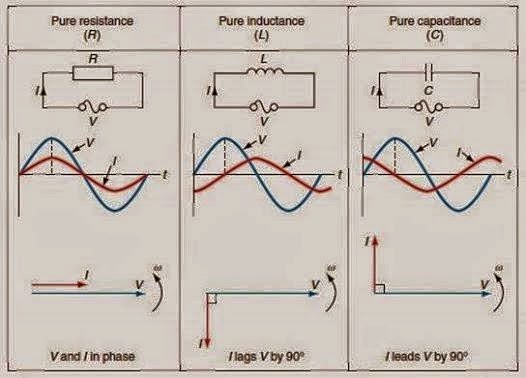 Pure resistance
(R)
R
I
V
V
I
t
I
V
ω
V and I in phase
Pure inductance
(L)
L
I
V
V
I
t
V
ω
I
I lags V by 90°
Pure capacitance
(C)
C
I
V
V
I
t
I
V
ω
I leads V by 90°